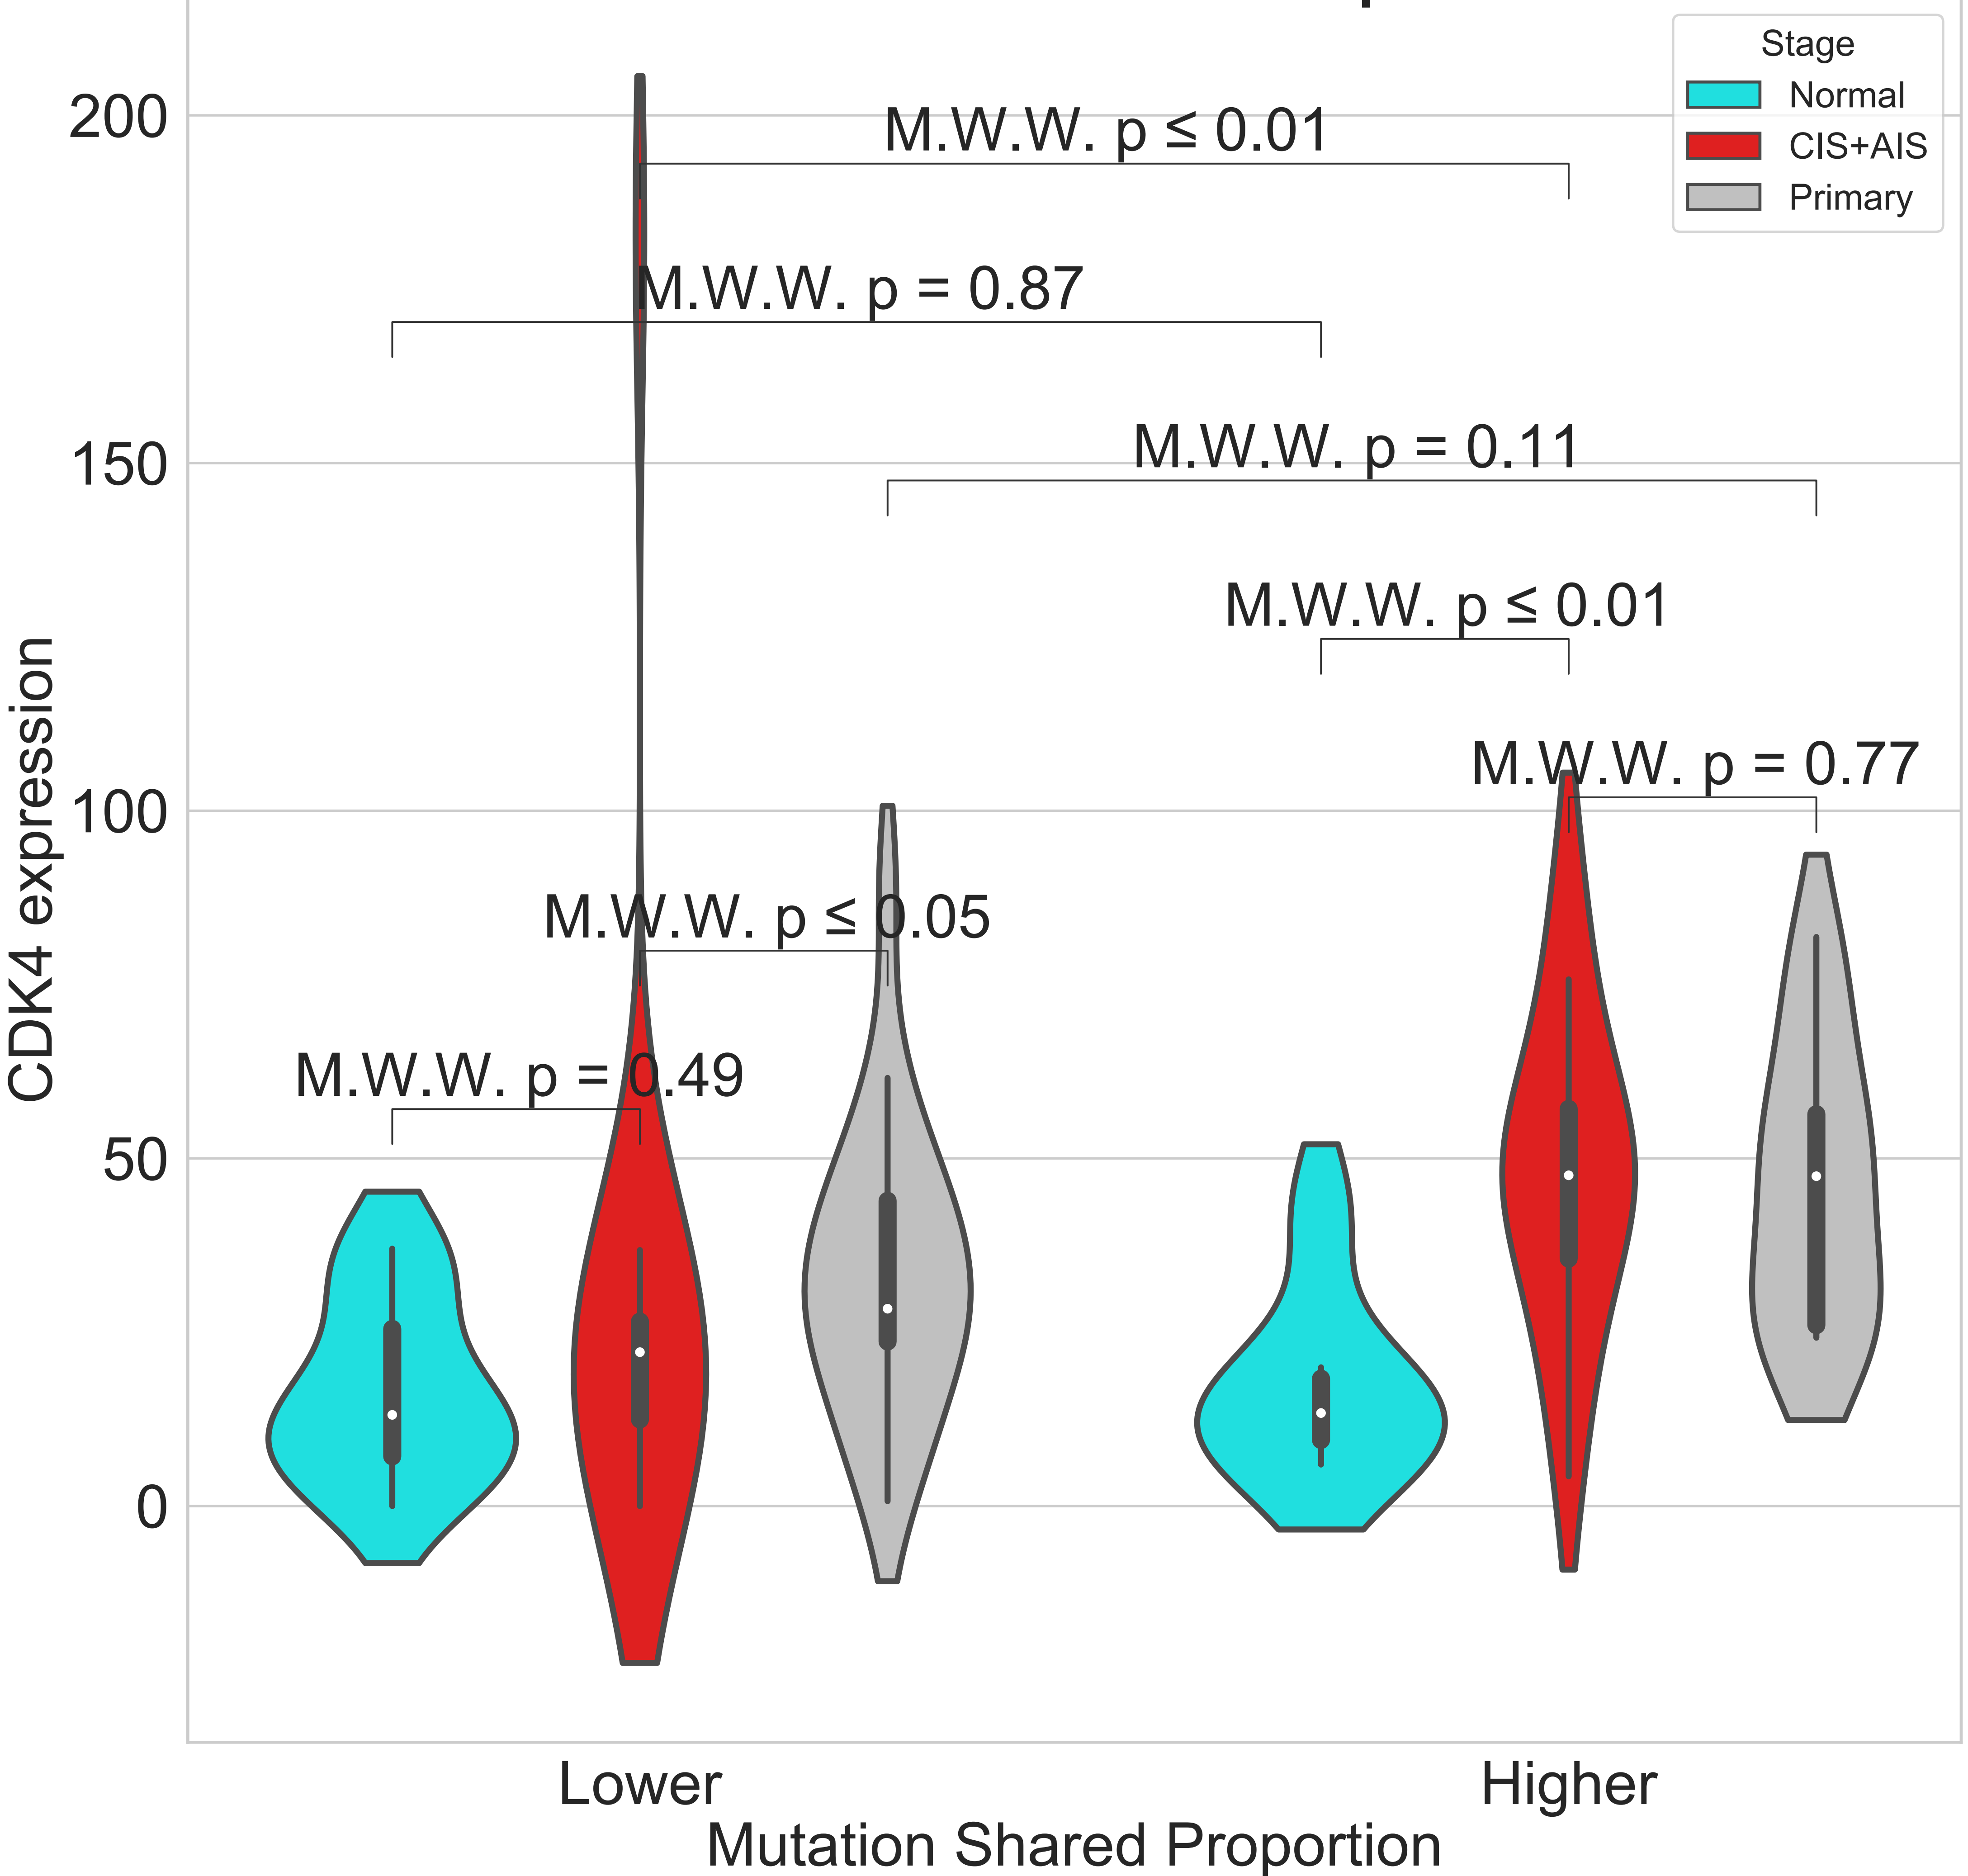 Stage
Normal
CIS+AIS
Primary
200
150
100
50
0
CDK4 expression
M.W.W. p ≤ 0.01
M.W.W. p = 0.87
M.W.W. p = 0.11
M.W.W. p ≤ 0.01
M.W.W. p = 0.77
M.W.W. p ≤ 0.05
M.W.W. p = 0.49
Lower
Higher
Mutation Shared Proportion